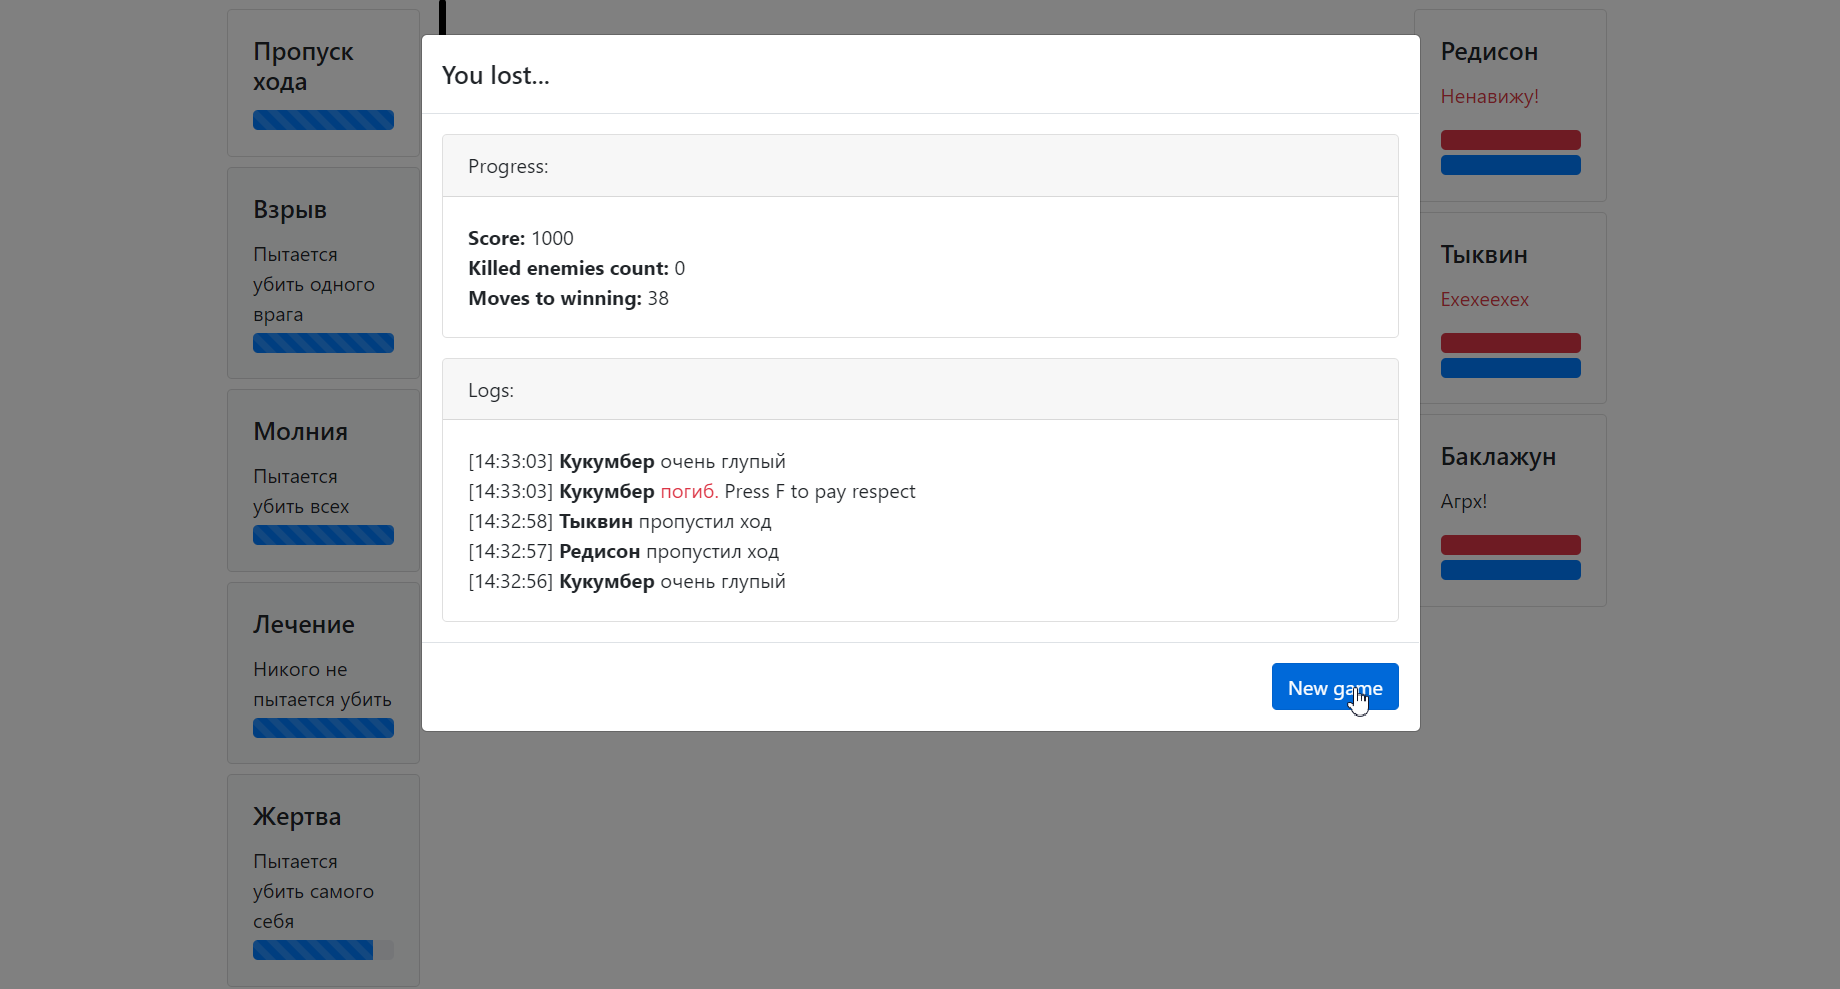 Пропуск
хода
Взрыв
Пытается
убить одного
врага
Молния
Пытается
убить всех
Лечение
Никого не
пытается убить
Жертва
Пытается
убить самого
себя
You lost...
Progress:
Score: 1000
Killed enemies count: 0
Moves to winning: 38
Logs:
[14:33:03] Кукумбер очень глупый
[14:33:03] Кукумбер погиб. Press F to pay respect
[14:32:58] Тыквин пропустил ход
[14:32:57] Редисон пропустил ход
[14:32:56] Кукумбер очень глупый
New game
Редисон
Ненавижу!
Тыквин
Ехехеехех
Баклажун
Агрх!